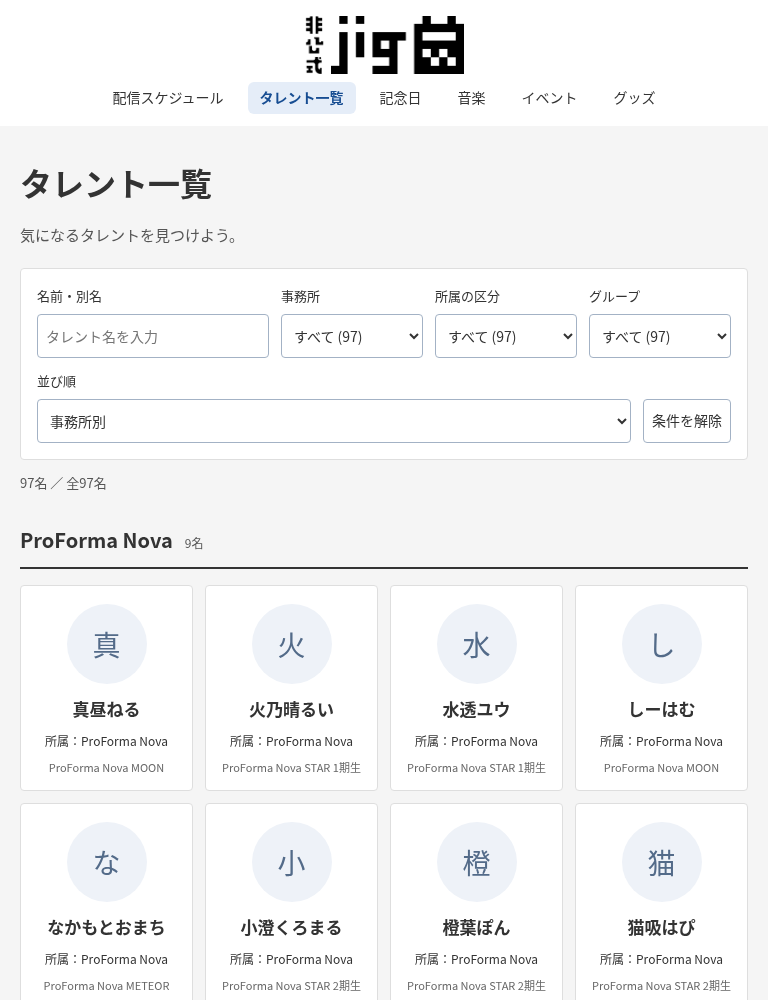 非公式 jig
配信スケジュール タレント一覧 記念日 音楽 イベント グッズ
タレント一覧
気になるタレントを見つけよう。
名前・別名 事務所 所属の区分 グループ
タレント名を入力 すべて (97) すべて (97) すべて (97)
並び順
事務所別 条件を解除
97名 ／ 全97名
ProForma Nova 9名
真 火 水 し
真昼ねる 火乃晴るい 水透ユウ しーはむ
所属：ProForma Nova 所属：ProForma Nova 所属：ProForma Nova 所属：ProForma Nova
ProForma Nova MOON ProForma Nova STAR 1期生 ProForma Nova STAR 1期生 ProForma Nova MOON
な 小 橙 猫
なかもとおまち 小澄くろまる 橙葉ぽん 猫吸はぴ
所属：ProForma Nova 所属：ProForma Nova 所属：ProForma Nova 所属：ProForma Nova
ProForma Nova METEOR ProForma Nova STAR 2期生 ProForma Nova STAR 2期生 ProForma Nova STAR 2期生